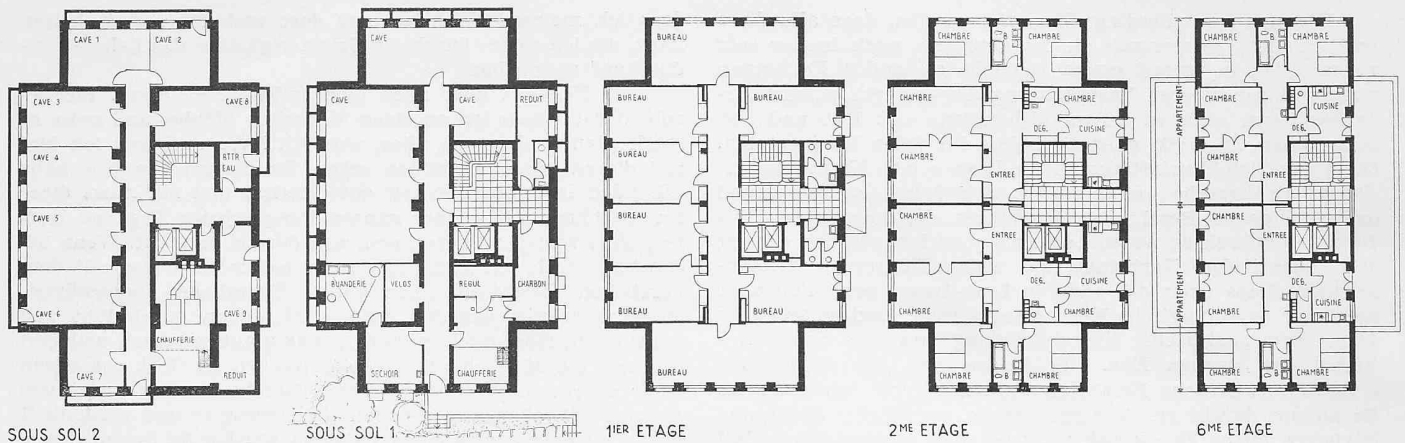 CAVE 1 CAVE 2
CAVE 3
CAVE 8
CAVE 4
BTTR EAU
CAVE 5
CAVE 6
CHAUFFERIE
CAVE 9
CAVE 7
REDUIT
SOUS SOL 2
CAVE
CAVE
CAVE REDUIT
BUANDERIE VELOS
REGUL
CHARBON
SECHOIR
CHAUFFERIE
SOUS SOL 1
BUREAU
BUREAU
BUREAU
BUREAU
BUREAU
BUREAU
BUREAU
BUREAU
BUREAU
1IER ETAGE
CHAMBRE
B
CHAMBRE
CHAMBRE
CHAMBRE
DEG.
CUISINE
CHAMBRE
ENTREE
CHAMBRE
ENTREE
DEG.
CUISINE
CHAMBRE
CHAMBRE
CHAMBRE
B
CHAMBRE
2ME ETAGE
CHAMBRE
B
CHAMBRE
APPARTEMENT
CHAMBRE
CUISINE
DEG.
CHAMBRE
ENTREE
CHAMBRE
ENTREE
APPARTEMENT
DEG.
CUISINE
CHAMBRE
CHAMBRE
B
CHAMBRE
6ME ETAGE